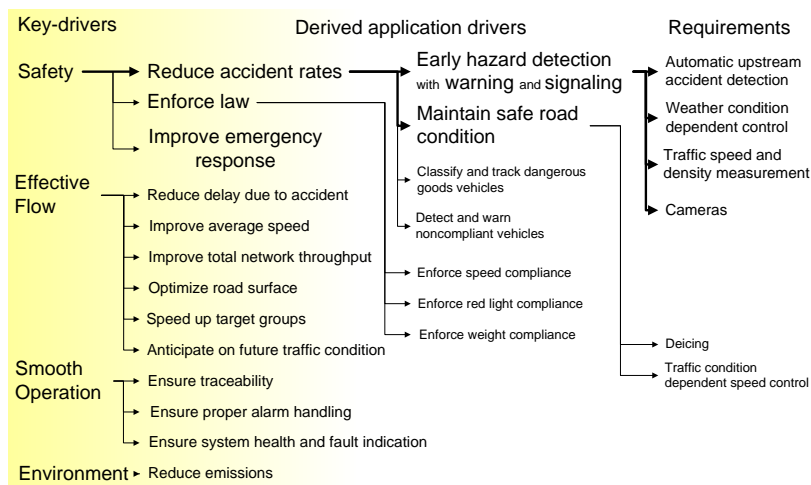 Key-drivers
Derived application drivers
Requirements
Safety
Reduce accident rates
Enforce law
Improve emergency
response
Early hazard detection
with warning and signaling
Maintain safe road
condition
Classify and track dangerous
goods vehicles
Detect and warn
noncompliant vehicles
Enforce speed compliance
Enforce red light compliance
Enforce weight compliance
Automatic upstream
accident detection
Weather condition
dependent control
Traffic speed and
density measurement
Cameras
Deicing
Traffic condition
dependent speed control
Effective
Flow
Reduce delay due to accident
Improve average speed
Improve total network throughput
Optimize road surface
Speed up target groups
Anticipate on future traffic condition
Smooth
Operation
Ensure traceability
Ensure proper alarm handling
Ensure system health and fault indication
Environment
Reduce emissions